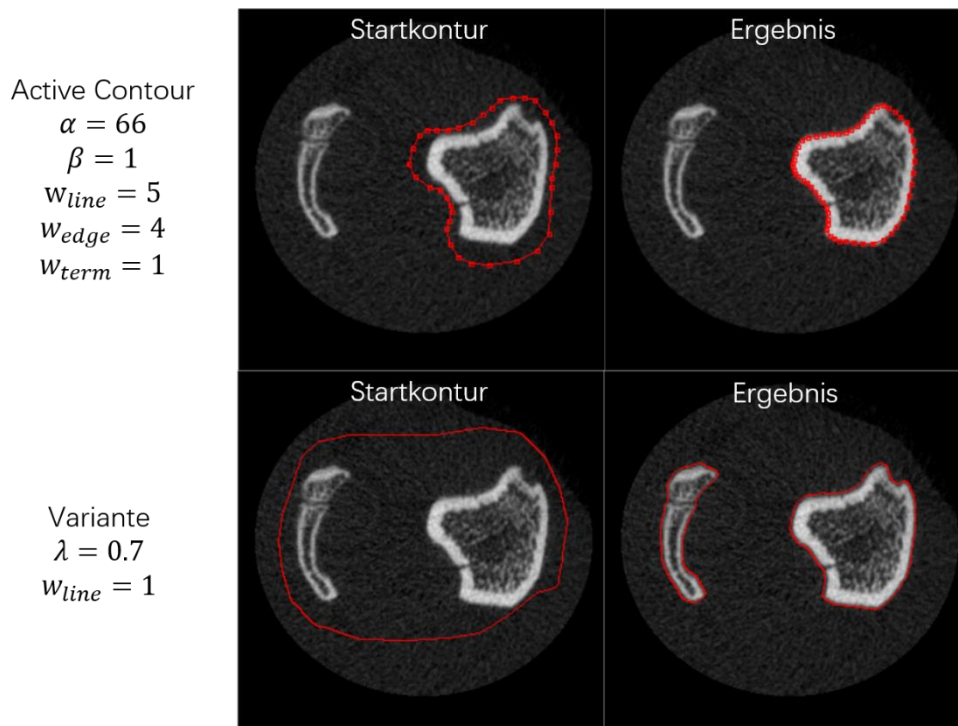 Startkontur
Ergebnis
Active Contour
α = 66
β = 1
w_line = 5
w_edge = 4
w_term = 1
Startkontur
Ergebnis
Variante
λ = 0.7
w_line = 1